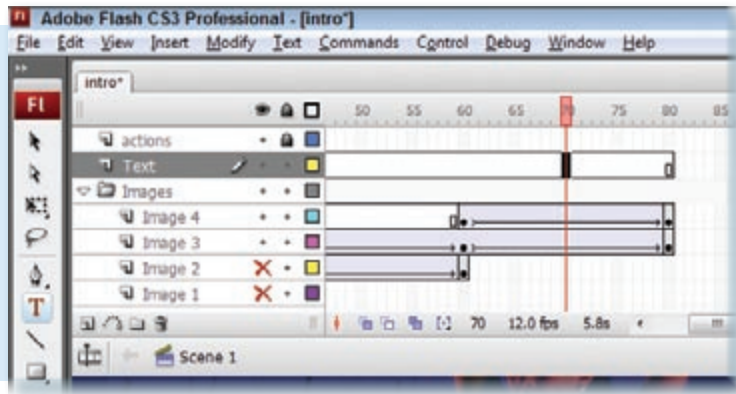 Adobe Flash CS3 Professional - [intro*]
File Edit View Insert Modify Text Commands Control Debug Window Help
intro*
Fl
50 55 60 65 70 75 80 85
actions
Text
Images
Image 4
Image 3
Image 2
Image 1
T
70 12.0 fps 5.8s
Scene 1